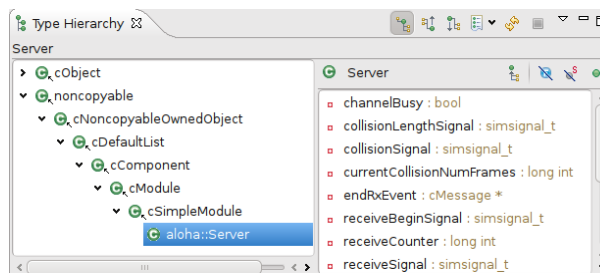 Type Hierarchy
Server
cObject
noncopyable
cNoncopyableOwnedObject
cDefaultList
cComponent
cModule
cSimpleModule
aloha::Server
Server
channelBusy : bool
collisionLengthSignal : simsignal_t
collisionSignal : simsignal_t
currentCollisionNumFrames : long int
endRxEvent : cMessage *
receiveBeginSignal : simsignal_t
receiveCounter : long int
receiveSignal : simsignal_t